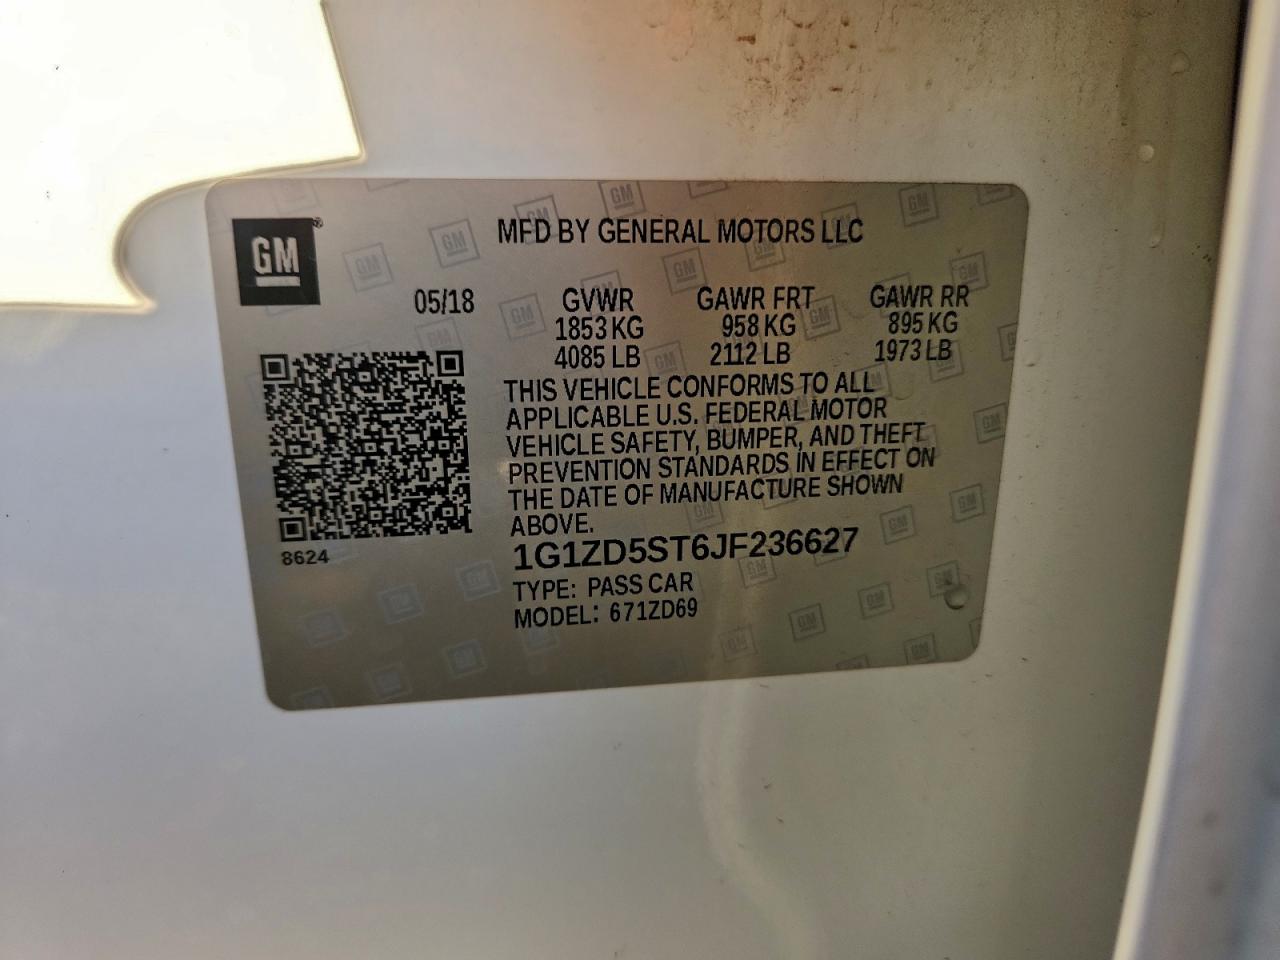 GM®
MFD BY GENERAL MOTORS LLC
05/18 GVWR GAWR FRT GAWR RR
1853 KG 958 KG 895 KG
4085 LB 2112 LB 1973 LB
THIS VEHICLE CONFORMS TO ALL
APPLICABLE U.S. FEDERAL MOTOR
VEHICLE SAFETY, BUMPER, AND THEFT
PREVENTION STANDARDS IN EFFECT ON
THE DATE OF MANUFACTURE SHOWN
ABOVE.
8624
1G1ZD5ST6JF236627
TYPE: PASS CAR
MODEL: 671ZD69